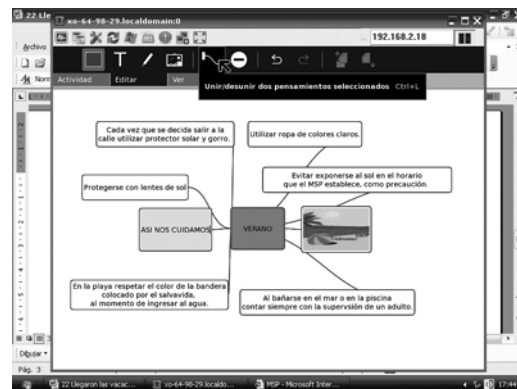 22 Lle
xo-64-98-29.localdomain:0
Archivo
192.168.2.18
Actividad Editar Ver
Unir/desunir dos pensamientos seleccionados Ctrl+L
Cada vez que se decida salir a la
calle utilizar protector solar y gorro.
Utilizar ropa de colores claros.
Protegerse con lentes de sol
Evitar exponerse al sol en el horario
que el MSP establece, como precaución.
ASI NOS CUIDAMOS
VERANO
En la playa respetar el color de la bandera
colocado por el salvavida,
al momento de ingresar al agua.
Al bañarse en el mar o en la piscina
contar siempre con la supervsión de un adulto.
Dibujar
Pág. 3
22 Llegaron las vacac...
xo-64-98-29.localdo...
MSP - Microsoft Inter...
17:44